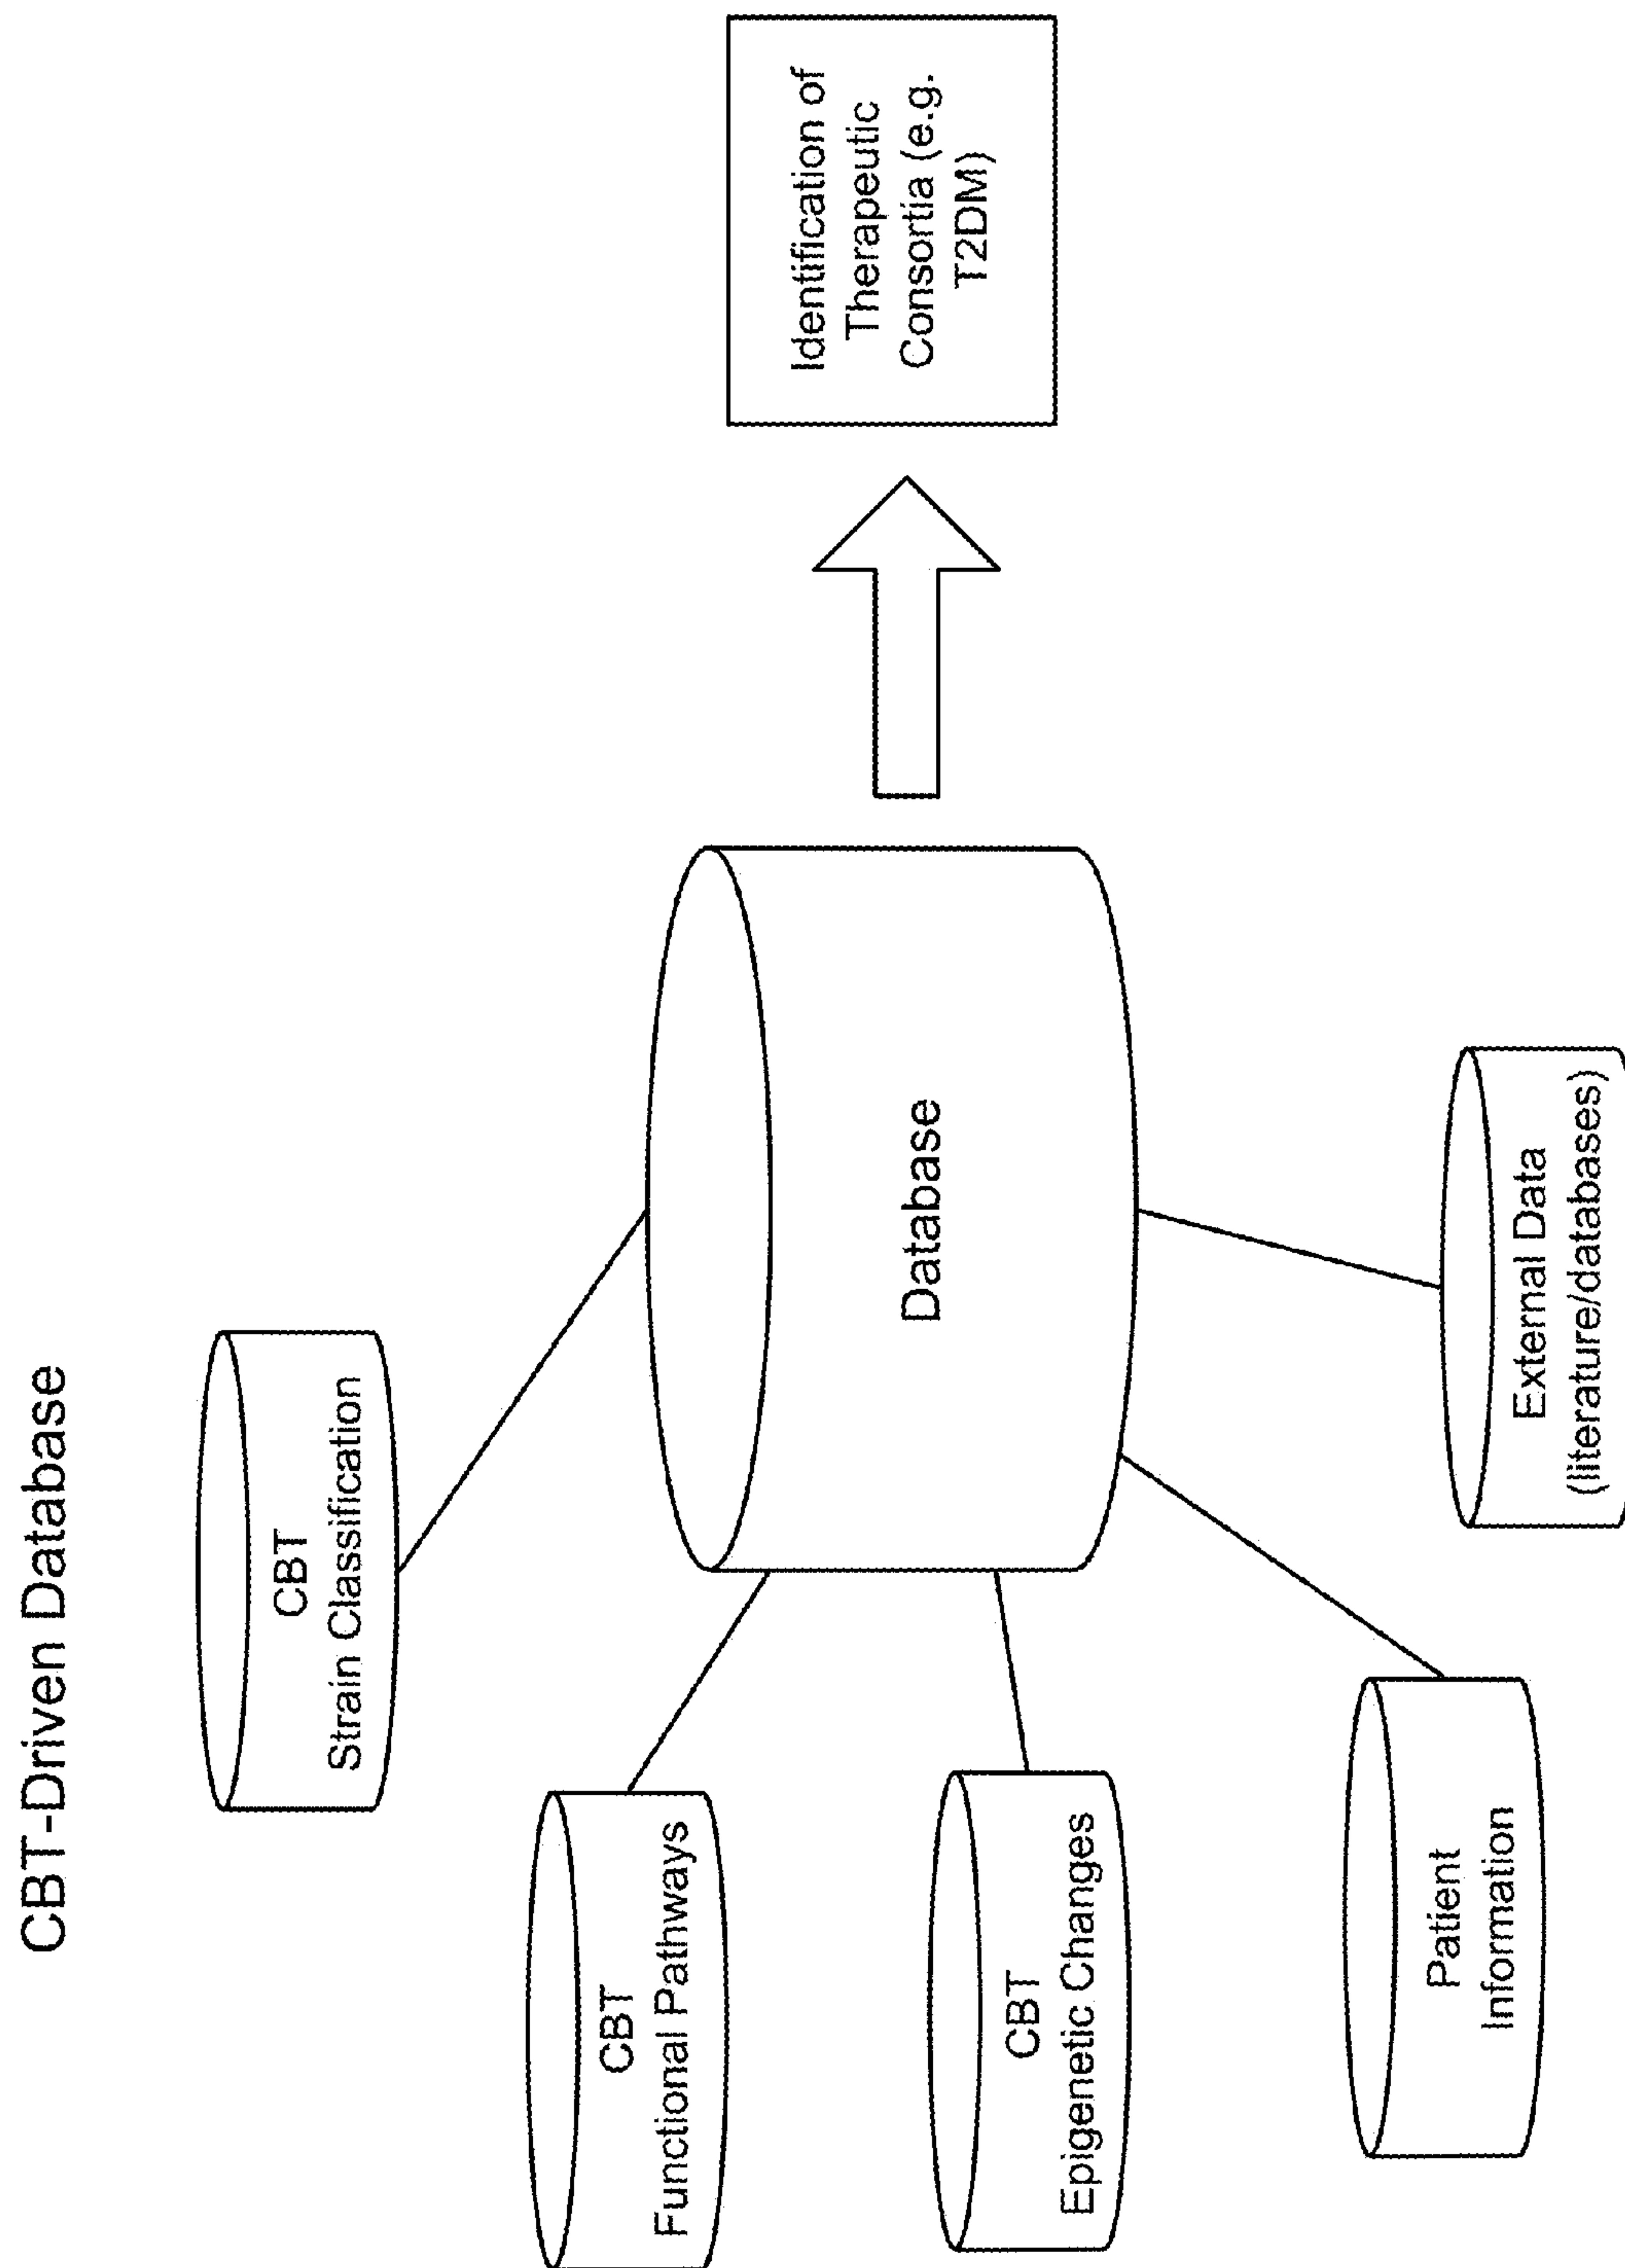 CBT-Driven Database
CBT
Strain Classification
CBT
Functional Pathways
CBT
Epigenetic Changes
Patient
Information
External Data
(literature/databases)
Database
Identification of
Therapeutic
Consortia (e.g.
T2DM)